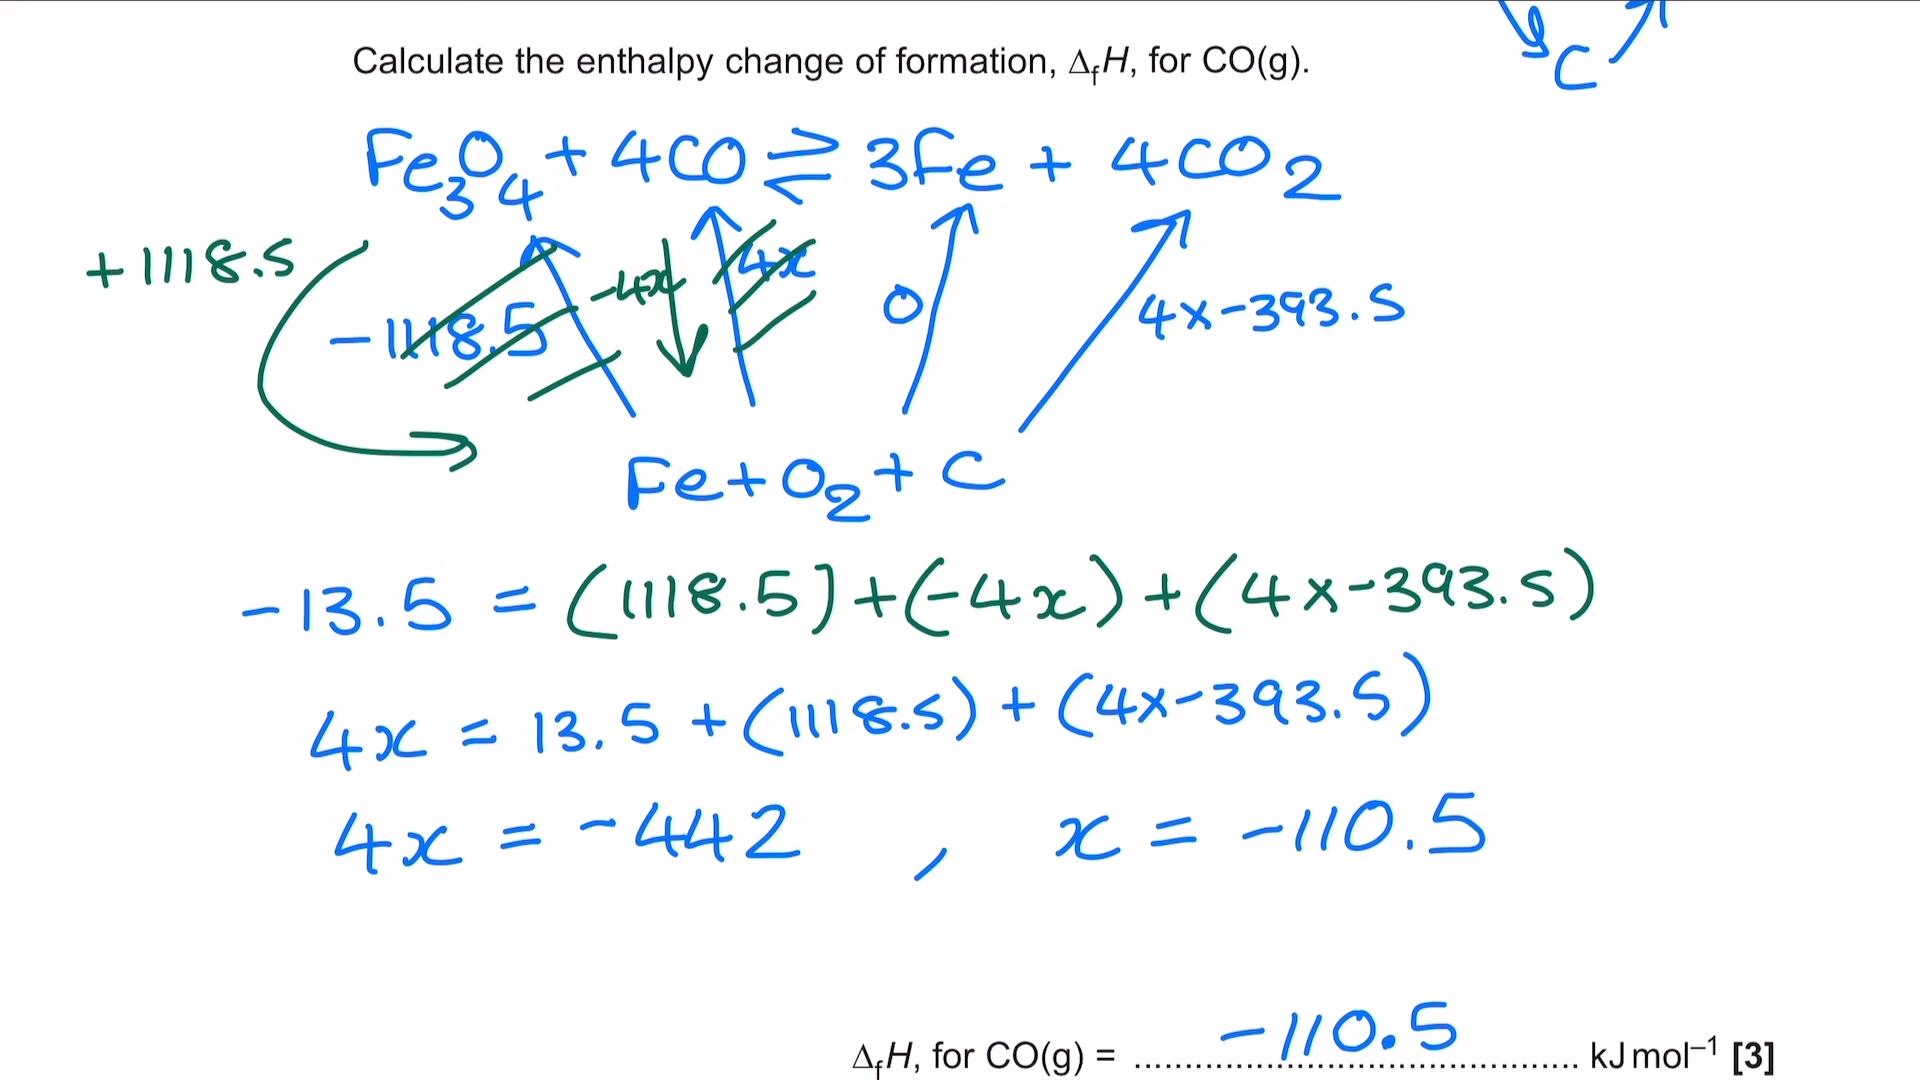 C
Calculate the enthalpy change of formation, ΔfH, for CO(g).
Fe₃O₄ + 4CO ⇌ 3Fe + 4CO₂
+1118.5
-1118.5
-4x
4x
0
4x-393.5
Fe + O₂ + C
-13.5 = (1118.5) + (-4x) + (4x-393.5)
4x = 13.5 + (1118.5) + (4x-393.5)
4x = -442 , x = -110.5
ΔfH, for CO(g) = -110.5 kJ mol⁻¹ [3]